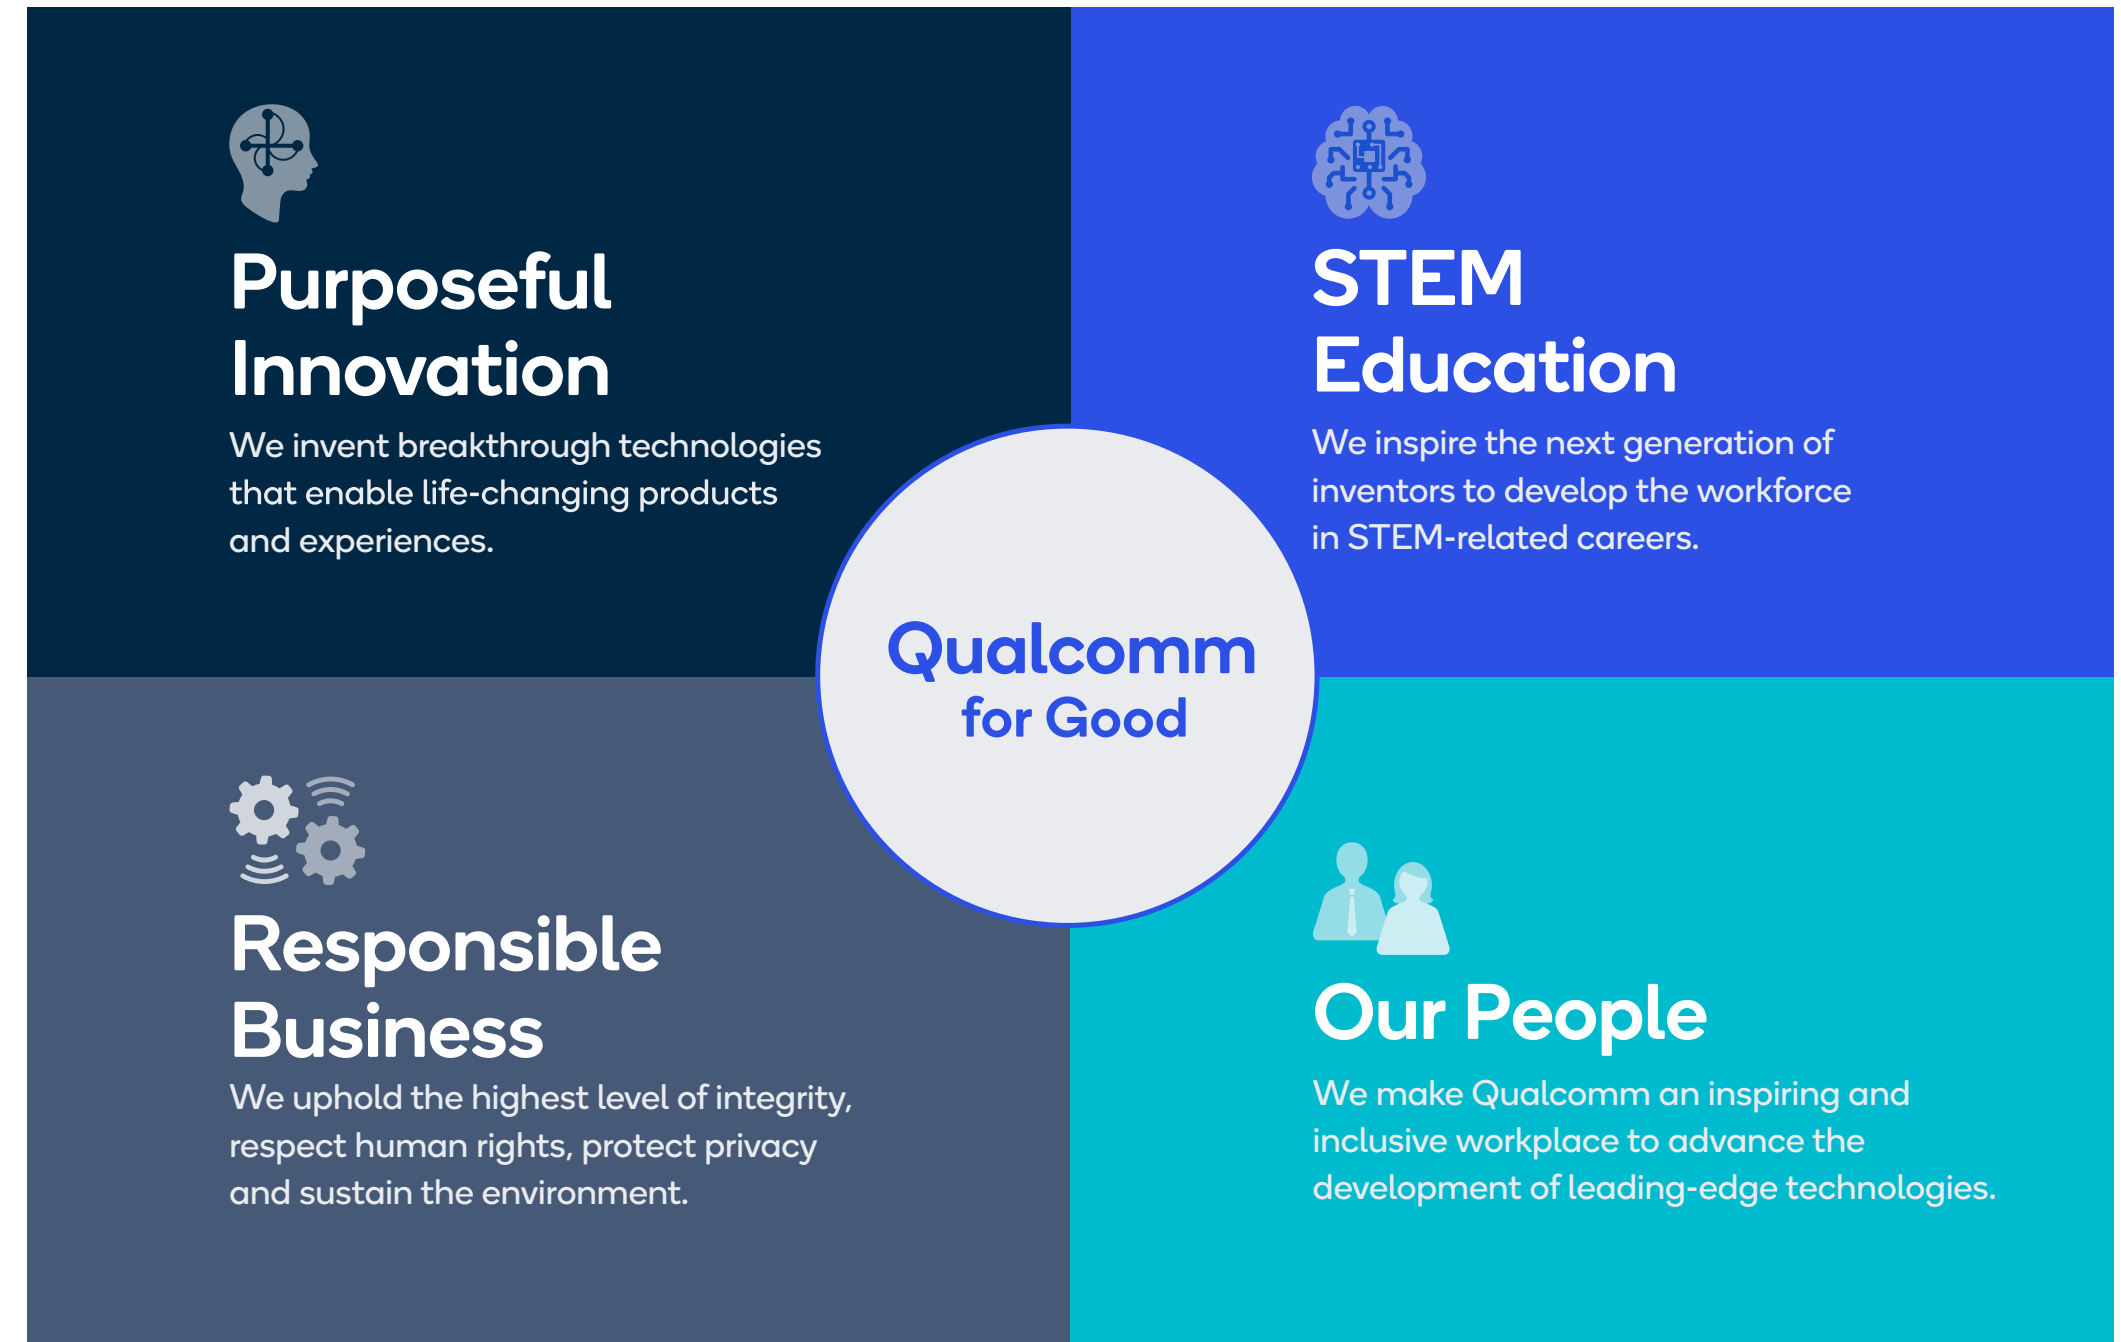 Purposeful
Innovation
We invent breakthrough technologies
that enable life-changing products
and experiences.
STEM
Education
We inspire the next generation of
inventors to develop the workforce
in STEM-related careers.
Qualcomm
for Good
Responsible
Business
We uphold the highest level of integrity,
respect human rights, protect privacy
and sustain the environment.
Our People
We make Qualcomm an inspiring and
inclusive workplace to advance the
development of leading-edge technologies.